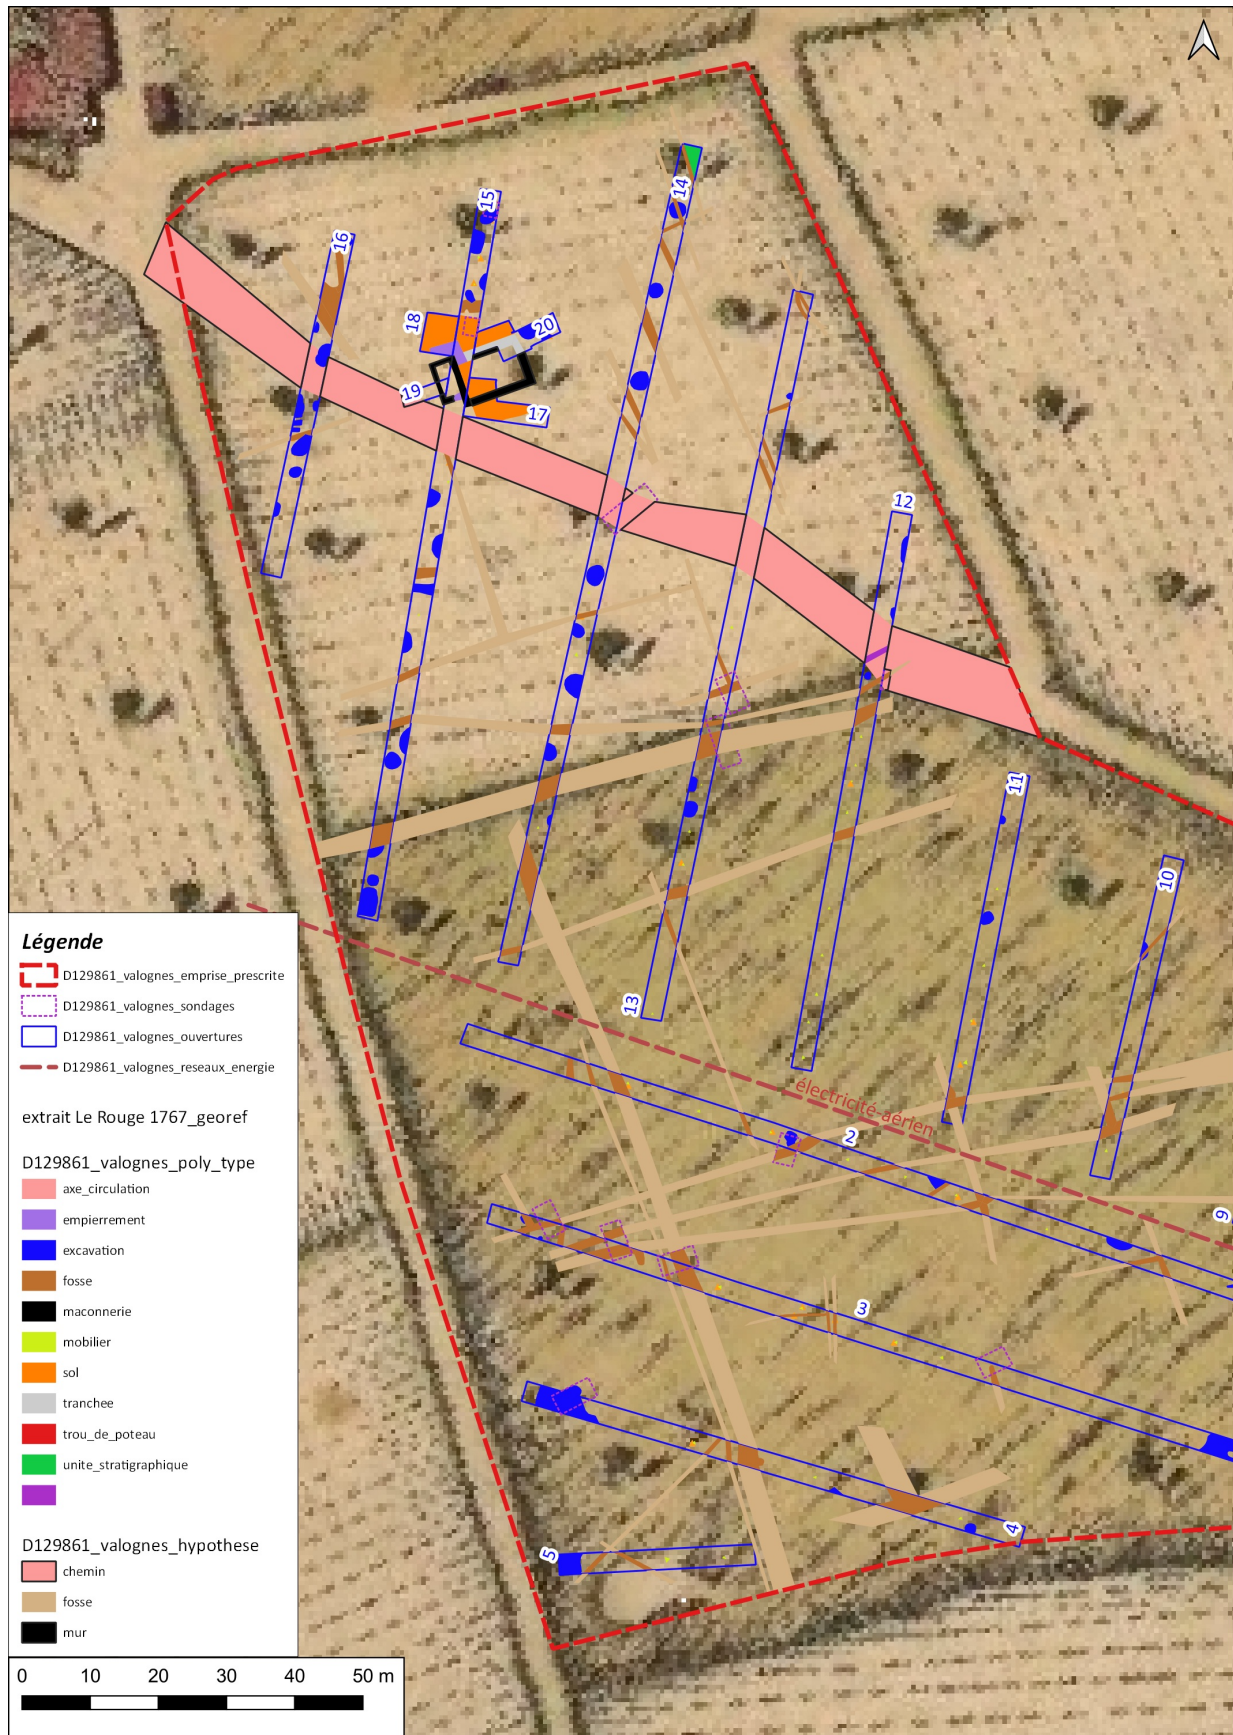 14
15
16
18
20
19
17
12
11
10
13
électricité-aérien
2
9
3
4
5
Légende
D129861_valognes_emprise_prescrite
D129861_valognes_sondages
D129861_valognes_ouvertures
D129861_valognes_reseaux_energie
extrait Le Rouge 1767_georef
D129861_valognes_poly_type
axe_circulation
empierrement
excavation
fosse
maconnerie
mobilier
sol
tranchee
trou_de_poteau
unite_stratigraphique
D129861_valognes_hypothese
chemin
fosse
mur
0 10 20 30 40 50 m